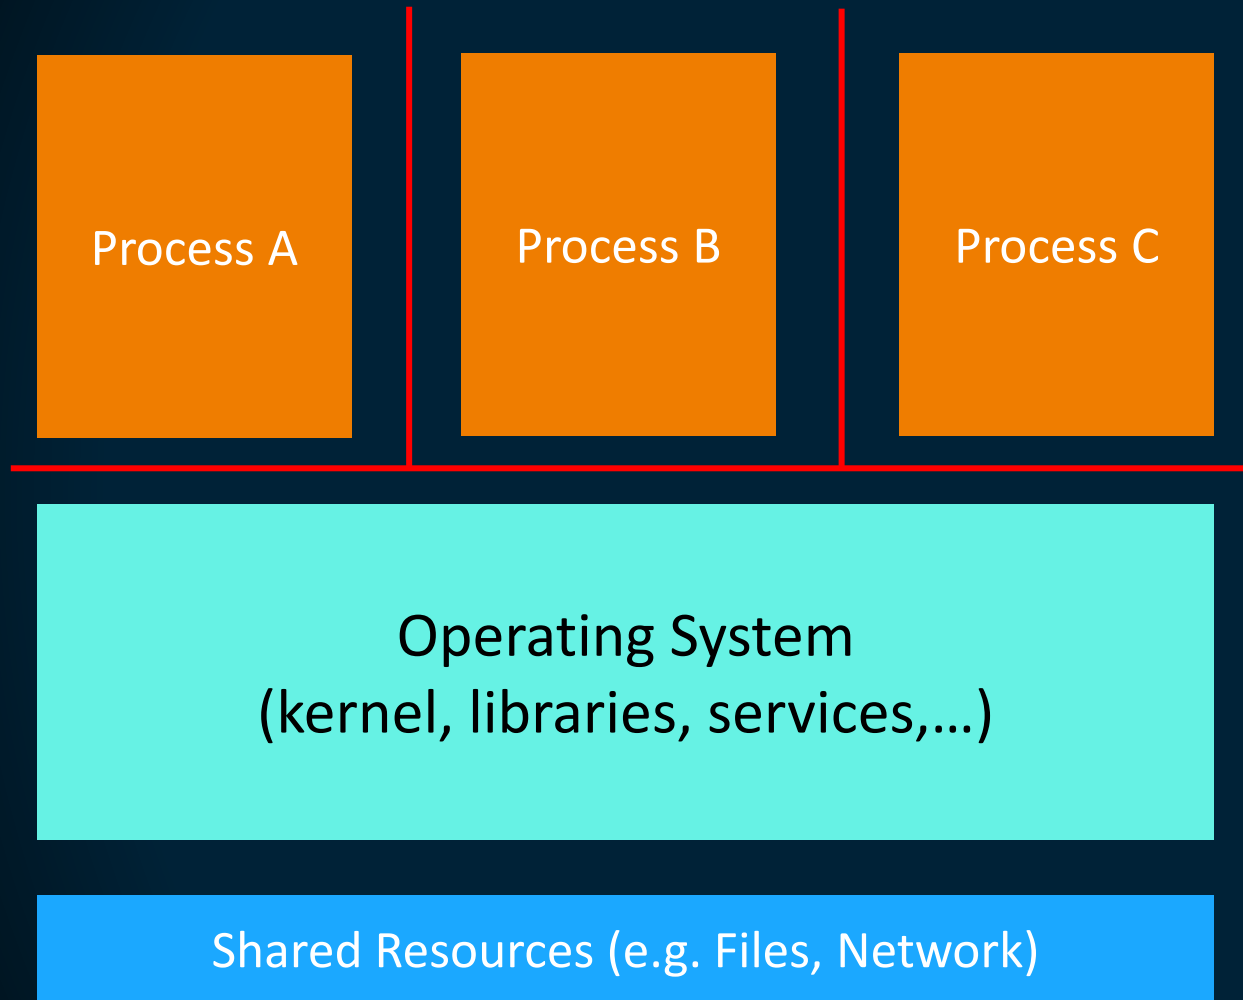 Process A
Process B
Process C
Operating System
(kernel, libraries, services,...)
Shared Resources (e.g. Files, Network)